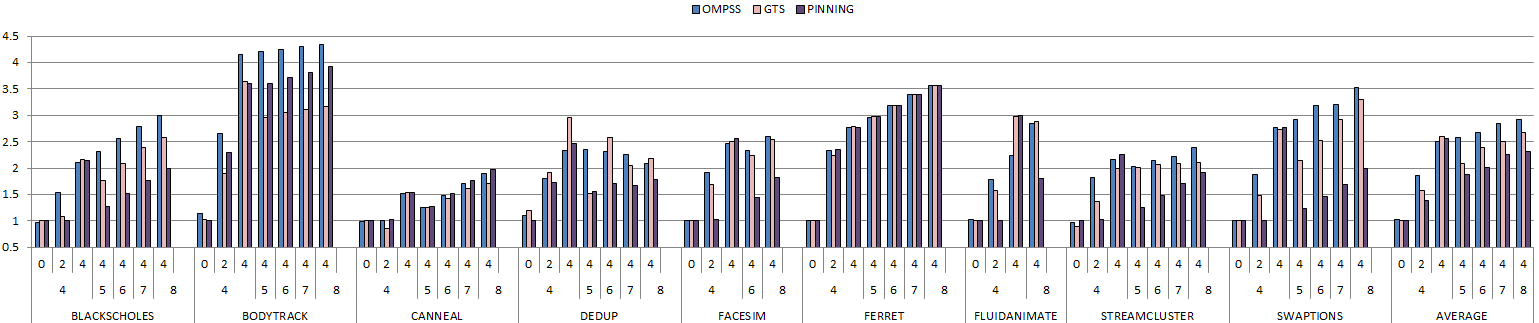 OMPSS GTS PINNING
4.5
4
3.5
3
2.5
2
1.5
1
0.5
0 2 4 4 4 4 4 0 2 4 4 4 4 4 0 2 4 4 4 4 4 0 2 4 4 4 4 4 0 2 4 4 4 0 2 4 4 4 4 4 0 2 4 4 0 2 4 4 4 4 4 0 2 4 4 4 4 4 0 2 4 4 4 4 4
4 5 6 7 8 4 5 6 7 8 4 5 6 7 8 4 5 6 7 8 4 6 8 4 5 6 7 8 4 8 4 5 6 7 8 4 5 6 7 8 4 5 6 7 8
BLACKSCHOLES BODYTRACK CANNEAL DEDUP FACESIM FERRET FLUIDANIMATE STREAMCLUSTER SWAPTIONS AVERAGE